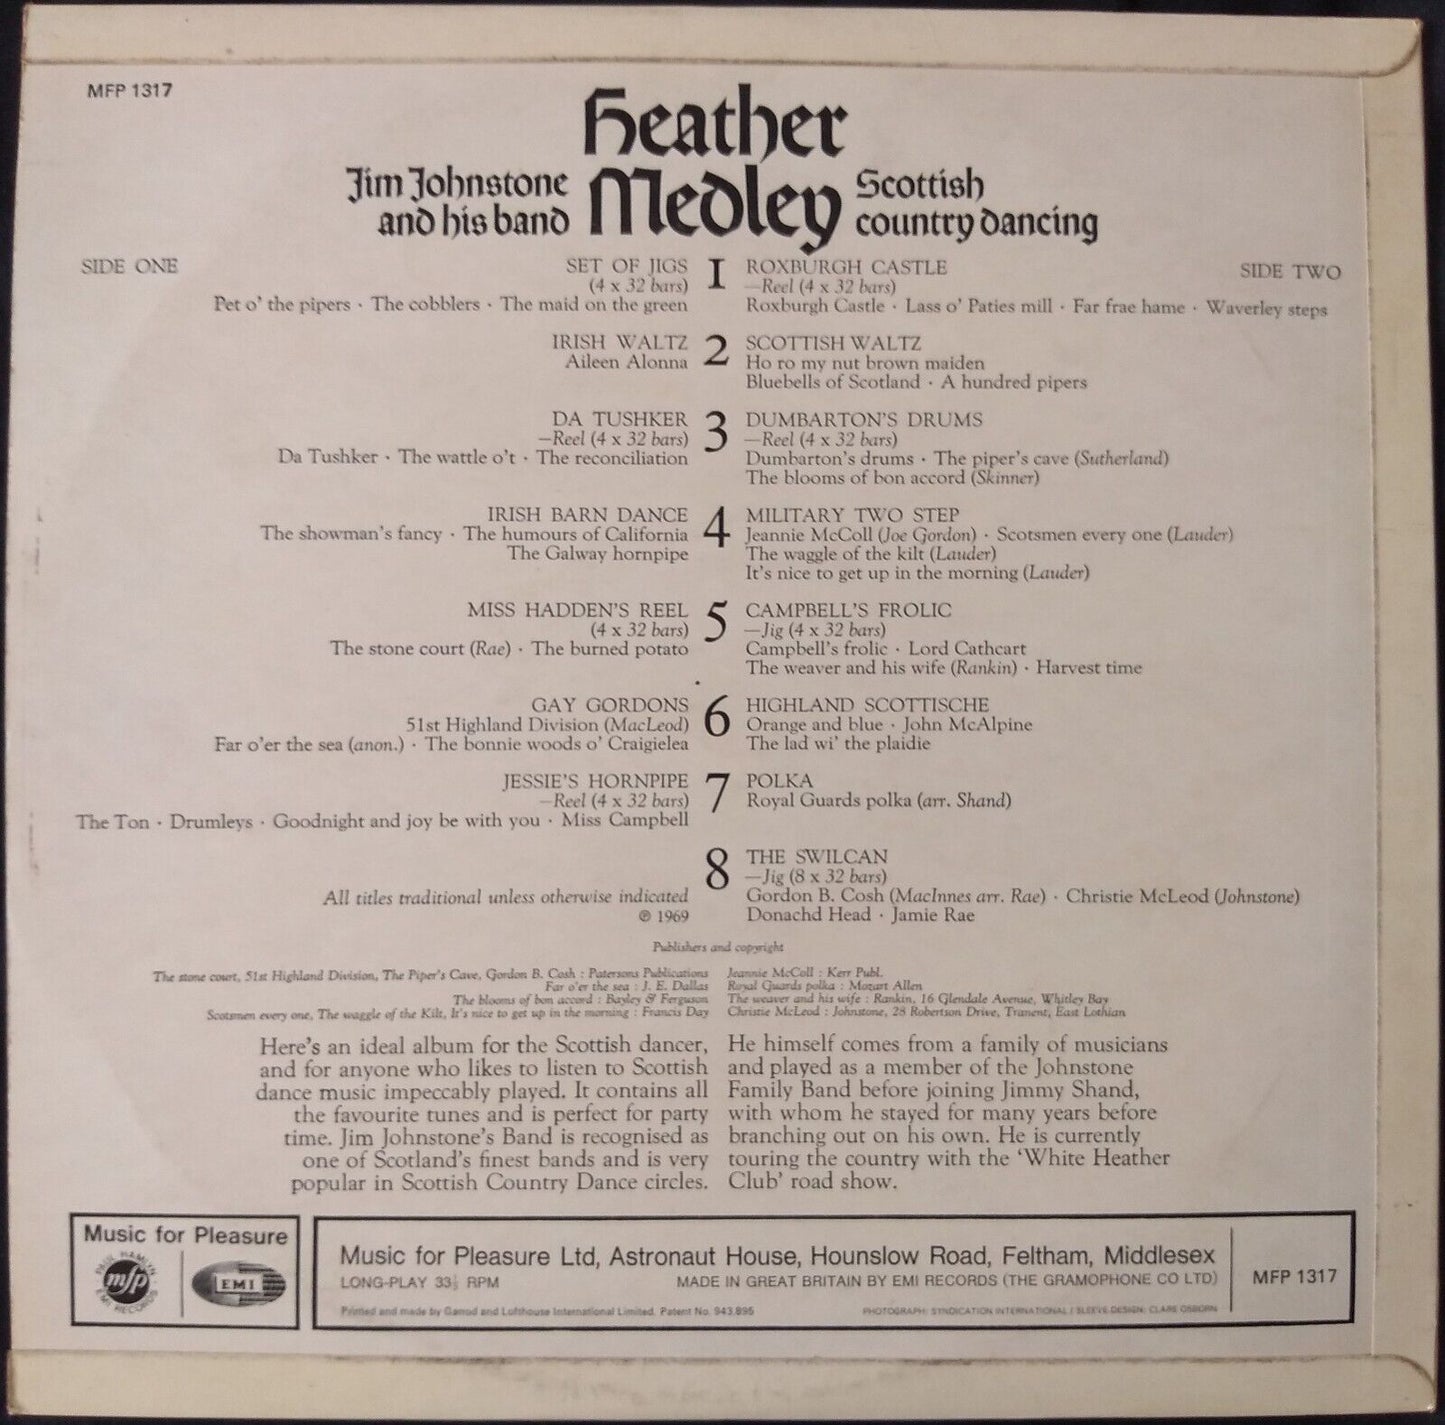 MFP 1317
Heather
Medley
Jim Johnstone
and his band
Scottish
country dancing
SIDE ONE
SET OF JIGS
(4 x 32 bars)
Pet o' the pipers · The cobblers · The maid on the green
IRISH WALTZ
Aileen Alonna
DA TUSHKER
—Reel (4 x 32 bars)
Da Tushker · The wattle o't · The reconciliation
IRISH BARN DANCE
The showman's fancy · The humours of California
The Galway hornpipe
MISS HADDEN'S REEL
(4 x 32 bars)
The stone court (Rae) · The burned potato
GAY GORDONS
51st Highland Division (MacLeod)
Far o'er the sea (anon.) · The bonnie woods o' Craigielea
JESSIE'S HORNPIPE
—Reel (4 x 32 bars)
The Ton · Drumleys · Goodnight and joy be with you · Miss Campbell
All titles traditional unless otherwise indicated
℗ 1969
1
2
3
4
5
6
7
8
SIDE TWO
ROXBURGH CASTLE
—Reel (4 x 32 bars)
Roxburgh Castle · Lass o' Paties mill · Far frae hame · Waverley steps
SCOTTISH WALTZ
Ho ro my nut brown maiden
Bluebells of Scotland · A hundred pipers
DUMBARTON'S DRUMS
—Reel (4 x 32 bars)
Dumbarton's drums · The piper's cave (Sutherland)
The blooms of bon accord (Skinner)
MILITARY TWO STEP
Jeannie McColl (Joe Gordon) · Scotsmen every one (Lauder)
The waggle of the kilt (Lauder)
It's nice to get up in the morning (Lauder)
CAMPBELL'S FROLIC
—Jig (4 x 32 bars)
Campbell's frolic · Lord Cathcart
The weaver and his wife (Rankin) · Harvest time
HIGHLAND SCOTTISCHE
Orange and blue · John McAlpine
The lad wi' the plaidie
POLKA
Royal Guards polka (arr. Shand)
THE SWILCAN
—Jig (8 x 32 bars)
Gordon B. Cosh (MacInnes arr. Rae) · Christie McLeod (Johnstone)
Donachd Head · Jamie Rae
Publishers and copyright
The stone court, 51st Highland Division, The Piper's Cave, Gordon B. Cosh : Patersons Publications
Far o'er the sea : J. E. Dallas
The blooms of bon accord : Bayley & Ferguson
Scotsmen every one, The waggle of the Kilt, It's nice to get up in the morning : Francis Day
Jeannie McColl : Kerr Publ.
Royal Guards polka : Mozart Allen
The weaver and his wife : Rankin, 16 Glendale Avenue, Whitley Bay
Christie McLeod : Johnstone, 28 Robertson Drive, Tranent, East Lothian
Here's an ideal album for the Scottish dancer,
and for anyone who likes to listen to Scottish
dance music impeccably played. It contains all
the favourite tunes and is perfect for party
time. Jim Johnstone's Band is recognised as
one of Scotland's finest bands and is very
popular in Scottish Country Dance circles.
He himself comes from a family of musicians
and played as a member of the Johnstone
Family Band before joining Jimmy Shand,
with whom he stayed for many years before
branching out on his own. He is currently
touring the country with the 'White Heather
Club' road show.
Music for Pleasure
PAUL HAMLYN
mfp
EMI RECORDS
EMI
Music for Pleasure Ltd, Astronaut House, Hounslow Road, Feltham, Middlesex
LONG-PLAY 33⅓ RPM
MADE IN GREAT BRITAIN BY EMI RECORDS (THE GRAMOPHONE CO LTD)
Printed and made by Garrod and Lofthouse International Limited. Patent No. 943,895
PHOTOGRAPH: SYNDICATION INTERNATIONAL / SLEEVE DESIGN: CLARE OSBORN
MFP 1317